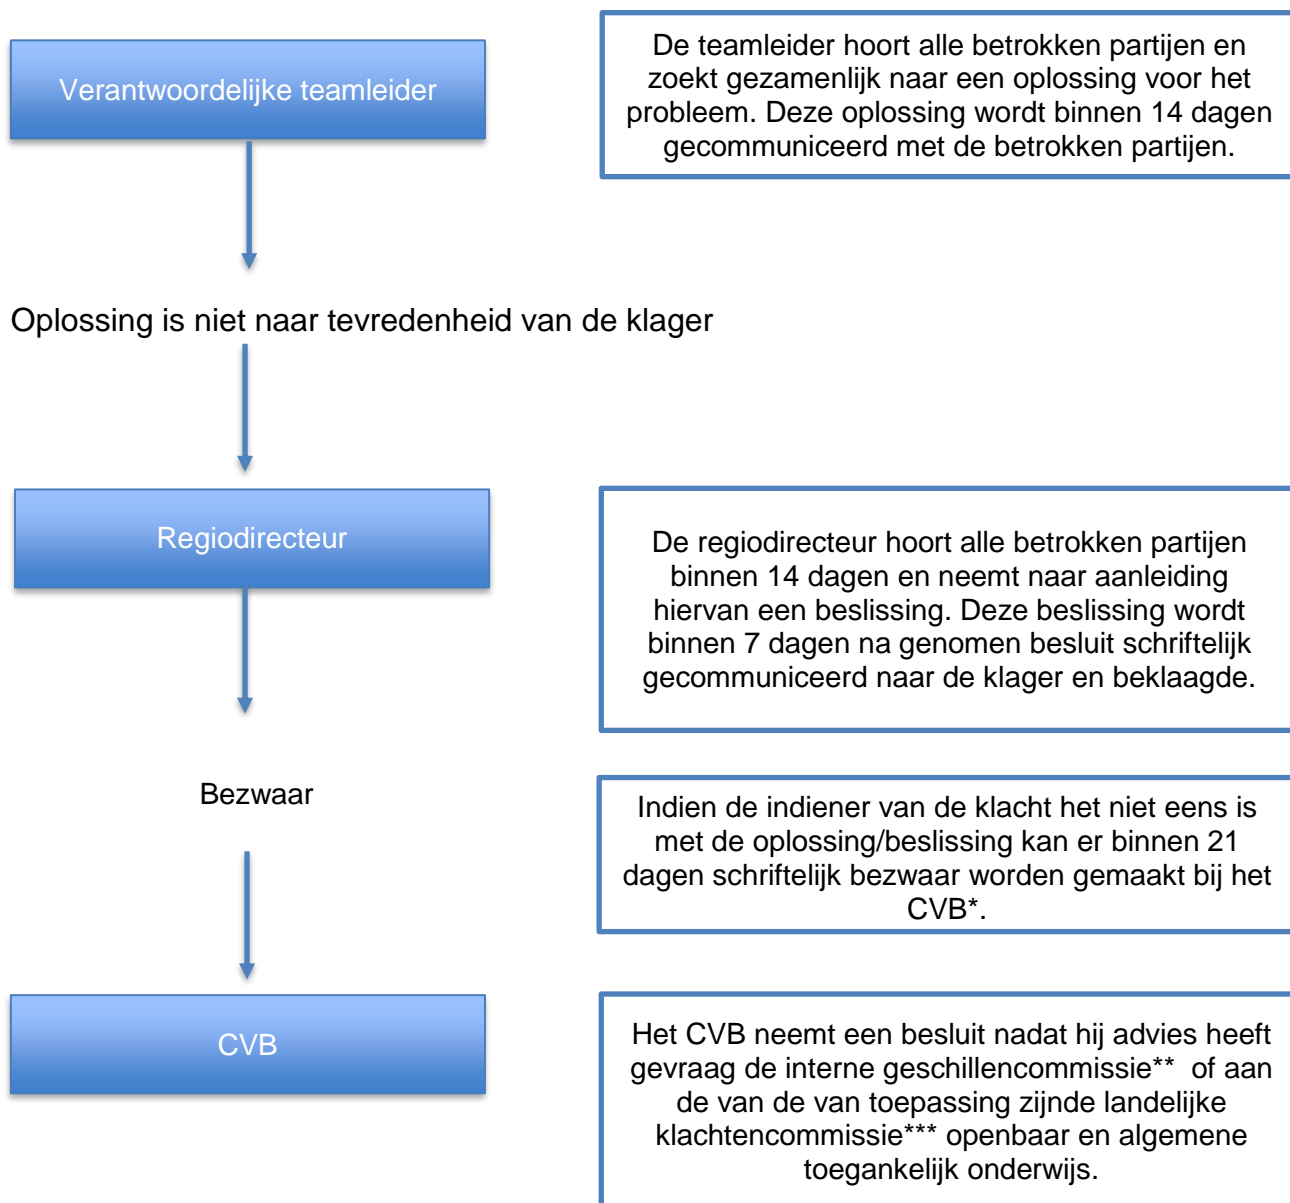 Verantwoordelijke teamleider
De teamleider hoort alle betrokken partijen en
zoekt gezamenlijk naar een oplossing voor het
probleem. Deze oplossing wordt binnen 14 dagen
gecommuniceerd met de betrokken partijen.
Oplossing is niet naar tevredenheid van de klager
Regiodirecteur
De regiodirecteur hoort alle betrokken partijen
binnen 14 dagen en neemt naar aanleiding
hiervan een beslissing. Deze beslissing wordt
binnen 7 dagen na genomen besluit schriftelijk
gecommuniceerd naar de klager en beklaagde.
Bezwaar
Indien de indiener van de klacht het niet eens is
met de oplossing/beslissing kan er binnen 21
dagen schriftelijk bezwaar worden gemaakt bij het
CVB*.
CVB
Het CVB neemt een besluit nadat hij advies heeft
gevraag de interne geschillencommissie** of aan
de van de van toepassing zijnde landelijke
klachtencommissie*** openbaar en algemene
toegankelijk onderwijs.